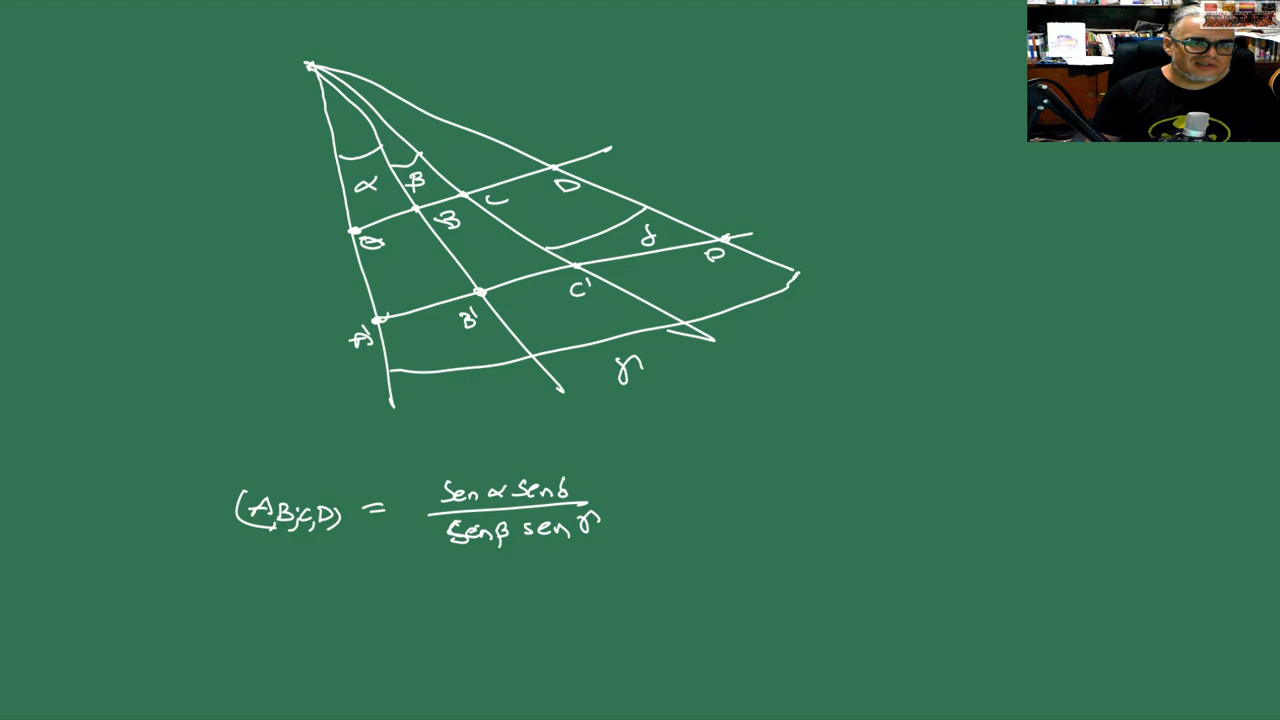 α β
A B C D
δ
A' B' C' D
γ
(A,B;C,D) = sen α sen δ / sen β sen γ